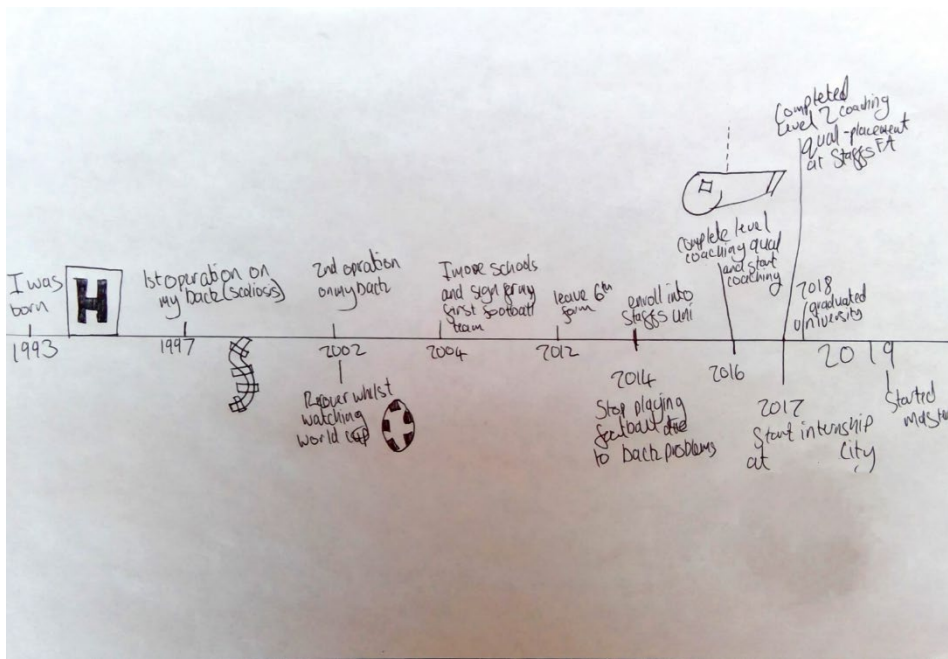 I was
born
H
1993
1st operation on
my back (scoliosis)
1997
2nd opration
on my back
2002
Recover whilst
watching
world cup
I move schools
and sign for my
first football
team
2004
leave 6th
form
2012
enroll into
Staffs uni
2014
Stop playing
football due
to back problems
complete level
coaching qual
and start
coaching
2016
Completed
level 2 coaching
qual - placement
at Staffs FA
2017
Start internship
at City
2018
graduated
University
2019
Started